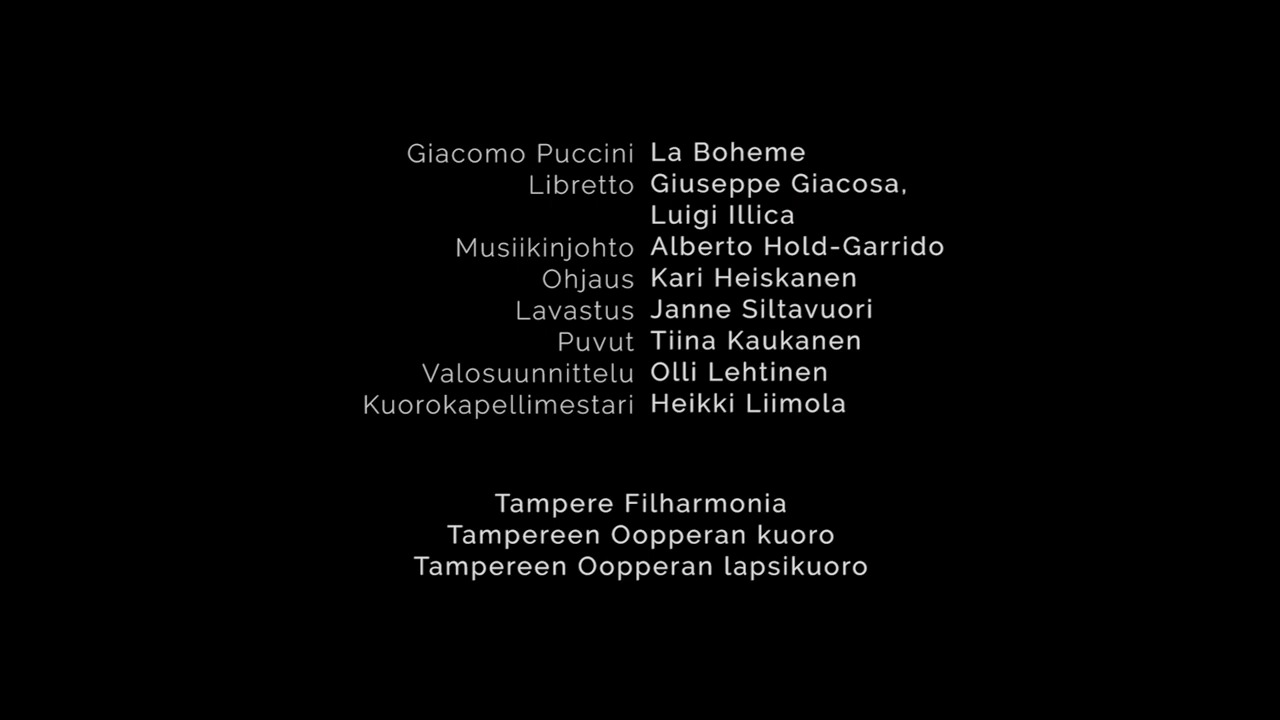 Giacomo Puccini La Boheme
Libretto Giuseppe Giacosa,
Luigi Illica
Musiikinjohto Alberto Hold-Garrido
Ohjaus Kari Heiskanen
Lavastus Janne Siltavuori
Puvut Tiina Kaukanen
Valosuunnittelu Olli Lehtinen
Kuorokapellimestari Heikki Liimola
Tampere Filharmonia
Tampereen Oopperan kuoro
Tampereen Oopperan lapsikuoro